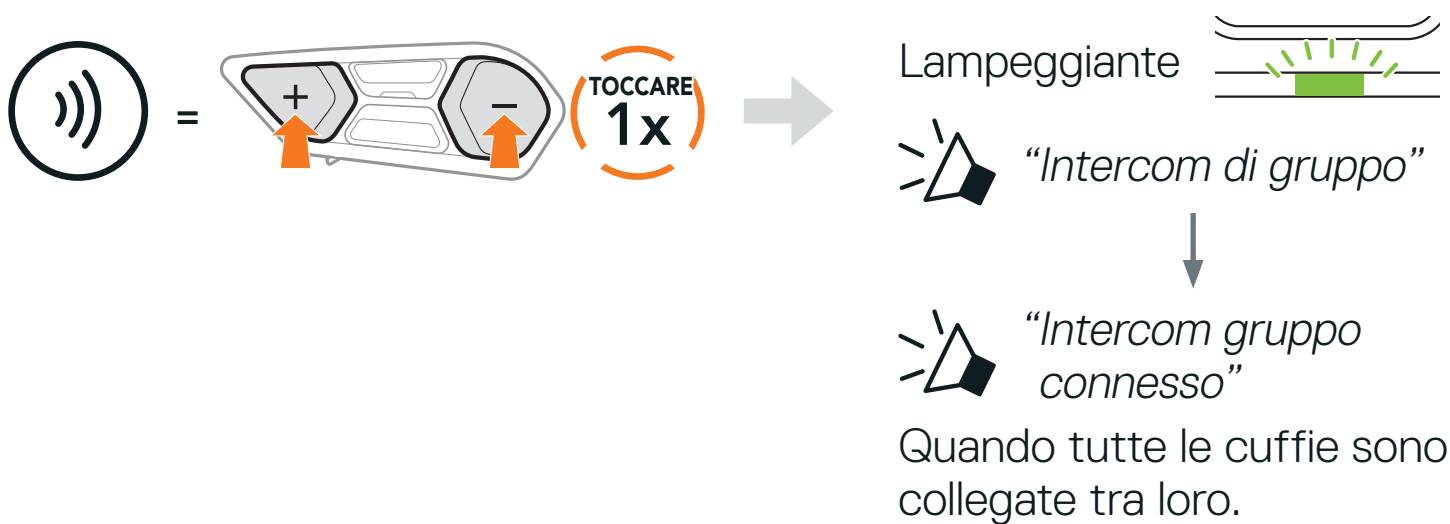 =
+
−
TOCCARE
1x
Lampeggiante
“Intercom di gruppo”
“Intercom gruppo
connesso”
Quando tutte le cuffie sono
collegate tra loro.